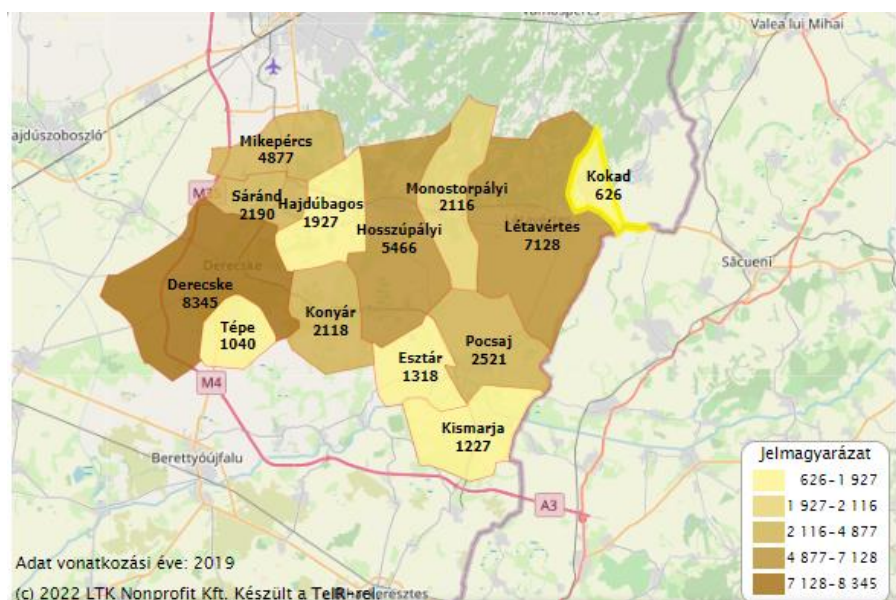 Valea lui Mihai
ajdúszoboszló
Mikepércs
4877
Kokad
626
Monostorpályi
2116
Sáránd
2190
Hajdúbagos
1927
Létavértes
7128
Hosszúpályi
5466
Săcueni
Derecske
Derecske
8345
Konyár
2118
Tépe
1040
Pocsaj
2521
Esztár
1318
M4
Kismarja
1227
Berettyóújfalu
A3
Jelmagyarázat
626-1 927
1 927-2 116
2 116-4 877
4 877-7 128
7 128-8 345
Adat vonatkozási éve: 2019
(c) 2022 LTK Nonprofit Kft. Készült a